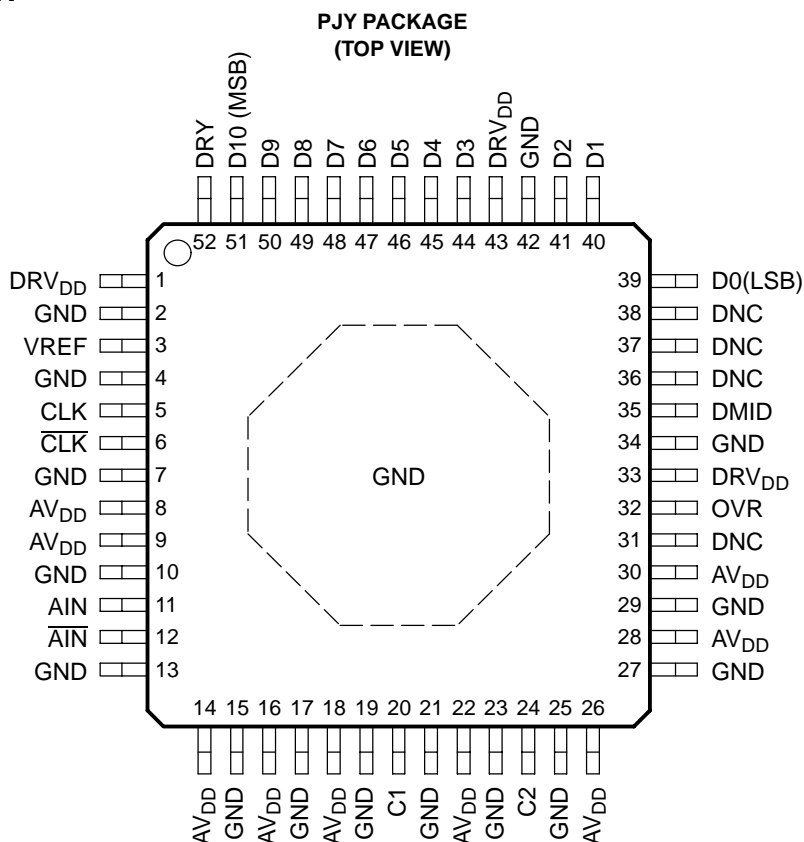 PJY PACKAGE
(TOP VIEW)
DRY D10 (MSB) D9 D8 D7 D6 D5 D4 D3 DRVDD GND D2 D1
52 51 50 49 48 47 46 45 44 43 42 41 40
DRVDD 1 39 D0(LSB)
GND 2 38 DNC
VREF 3 37 DNC
GND 4 36 DNC
CLK 5 35 DMID
CLK 6 34 GND
GND 7 GND 33 DRVDD
AVDD 8 32 OVR
AVDD 9 31 DNC
GND 10 30 AVDD
AIN 11 29 GND
AIN 12 28 AVDD
GND 13 27 GND
14 15 16 17 18 19 20 21 22 23 24 25 26
AVDD GND AVDD GND AVDD GND C1 GND AVDD GND C2 GND AVDD